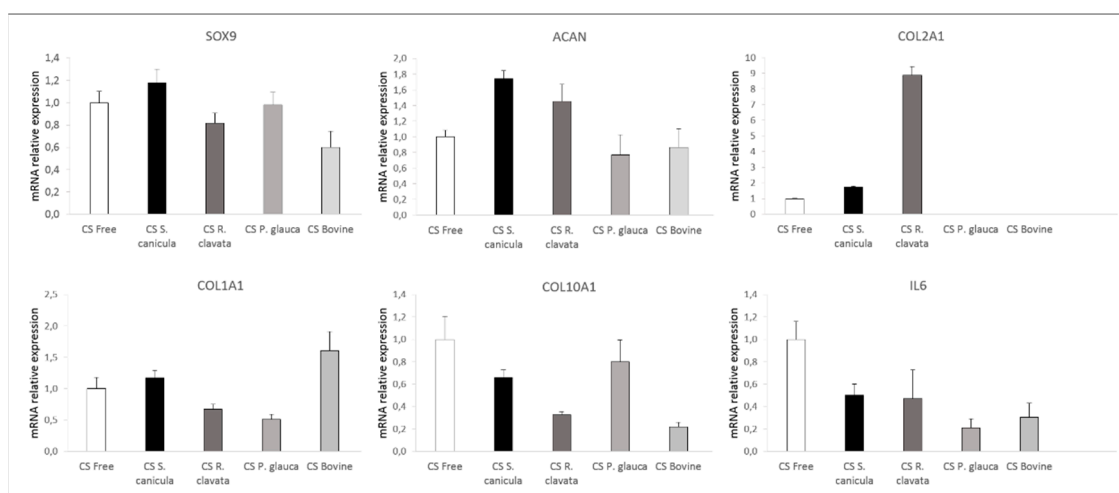 SOX9
mRNA relative expression
1,4
1,2
1,0
0,8
0,6
0,4
0,2
0,0
CS Free
CS S.
canicula
CS R.
clavata
CS P. glauca
CS Bovine
ACAN
mRNA relative expression
2,0
1,8
1,6
1,4
1,2
1,0
0,8
0,6
0,4
0,2
0,0
CS Free
CS S.
canicula
CS R.
clavata
CS P. glauca
CS Bovine
COL2A1
mRNA relative expression
10
9
8
7
6
5
4
3
2
1
0
CS Free
CS S.
canicula
CS R.
clavata
CS P. glauca
CS Bovine
COL1A1
mRNA relative expression
2,5
2,0
1,5
1,0
0,5
0,0
CS Free
CS S.
canicula
CS R.
clavata
CS P. glauca
CS Bovine
COL10A1
mRNA relative expression
1,4
1,2
1,0
0,8
0,6
0,4
0,2
0,0
CS Free
CS S.
canicula
CS R.
clavata
CS P. glauca
CS Bovine
IL6
mRNA relative expression
1,4
1,2
1,0
0,8
0,6
0,4
0,2
0,0
CS Free
CS S.
canicula
CS R.
clavata
CS P. glauca
CS Bovine